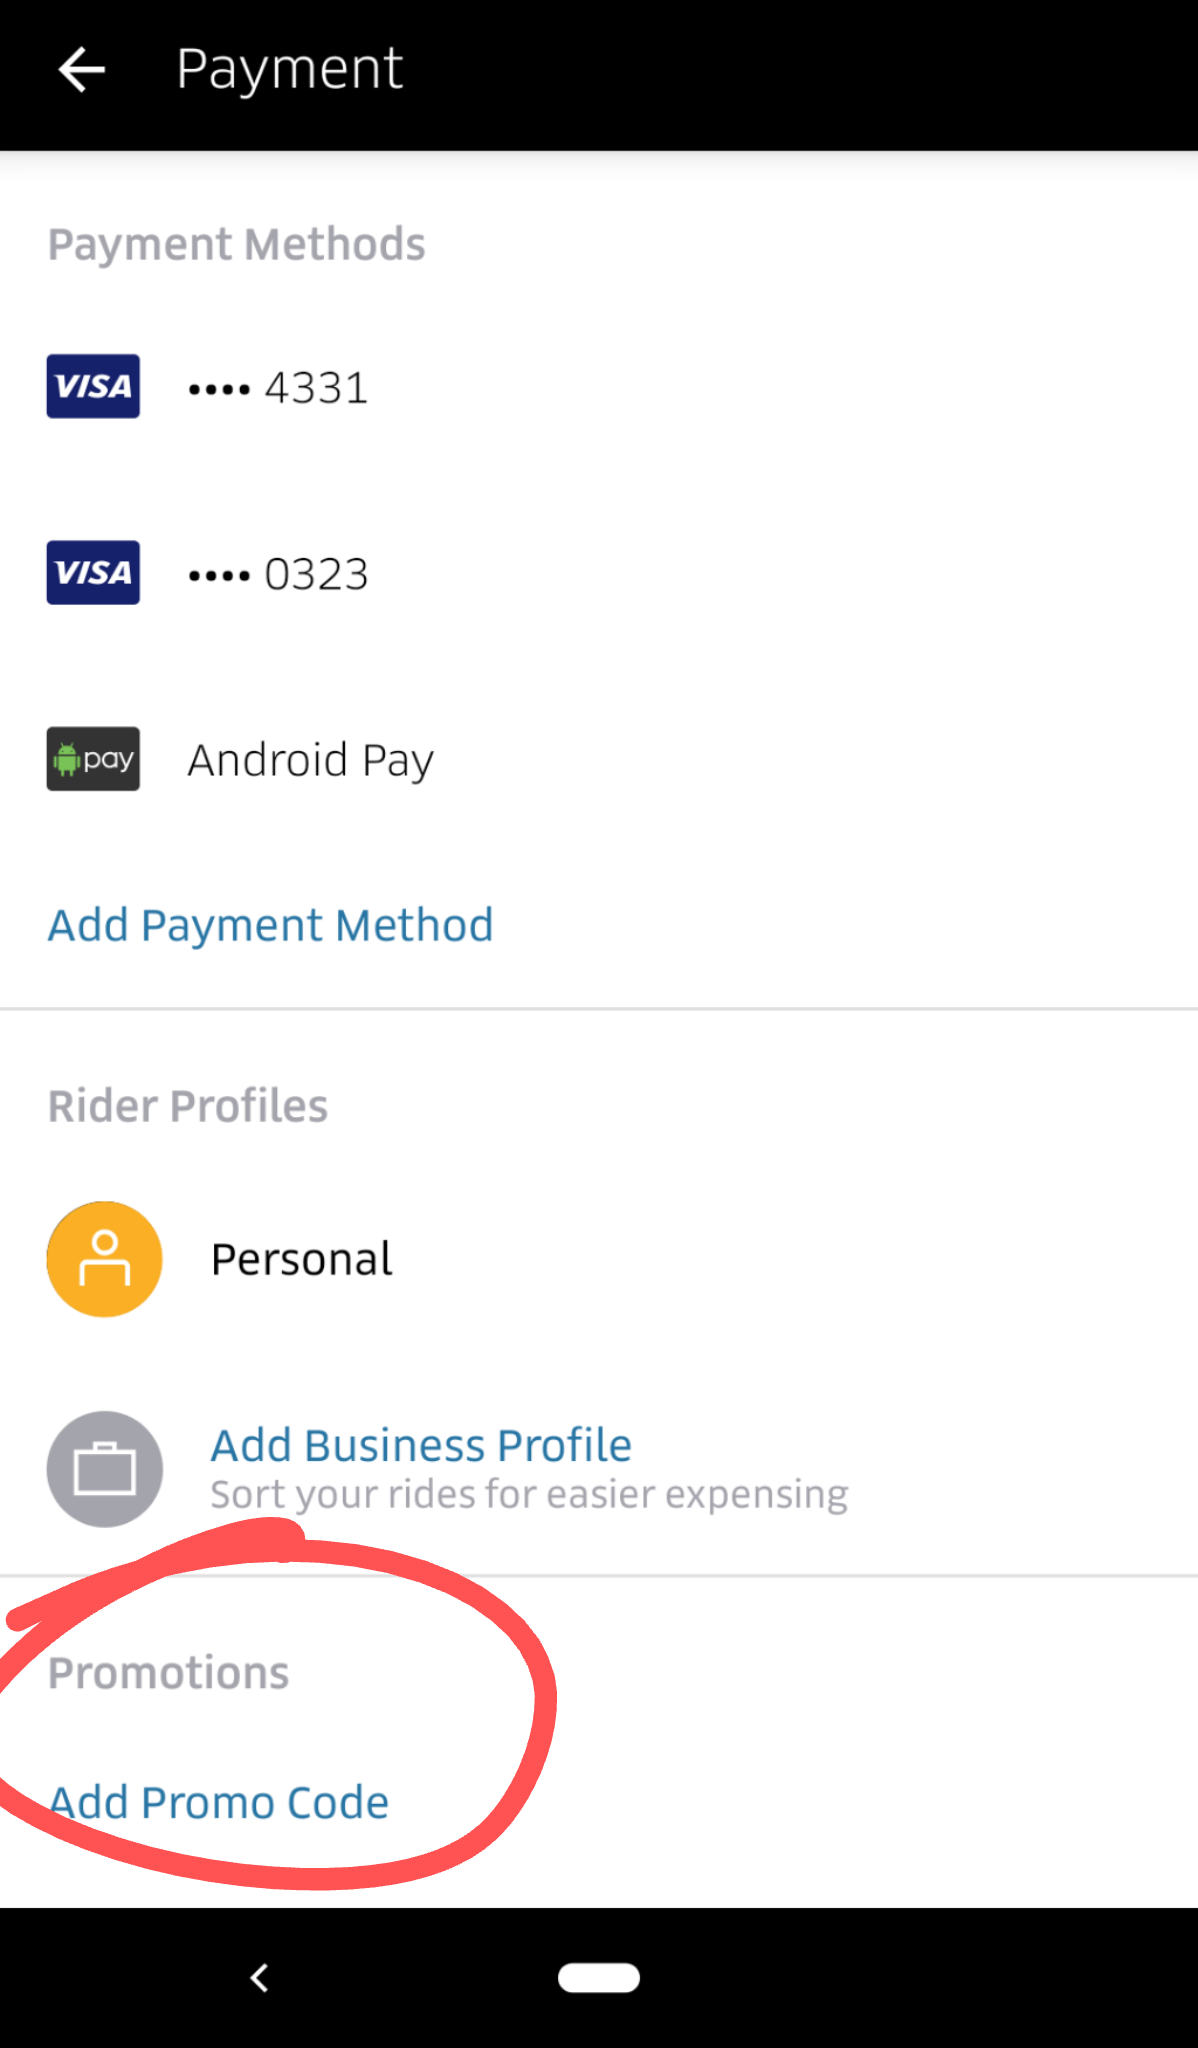 Payment
Payment Methods
VISA •••• 4331
VISA •••• 0323
pay Android Pay
Add Payment Method
Rider Profiles
Personal
Add Business Profile
Sort your rides for easier expensing
Promotions
Add Promo Code